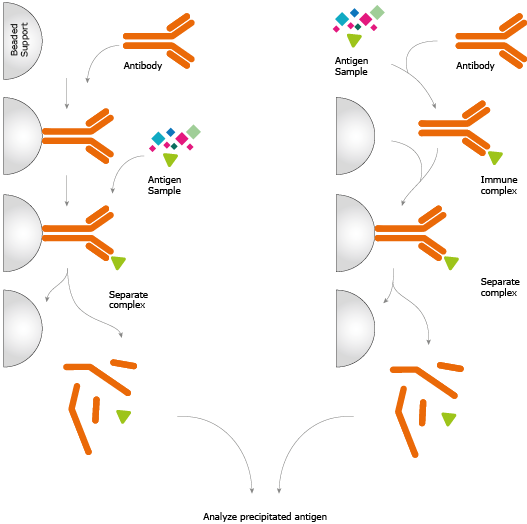 Beaded
Support
Antibody
Antigen
Sample
Separate
complex
Antigen
Sample
Antibody
Immune
complex
Separate
complex
Analyze precipitated antigen